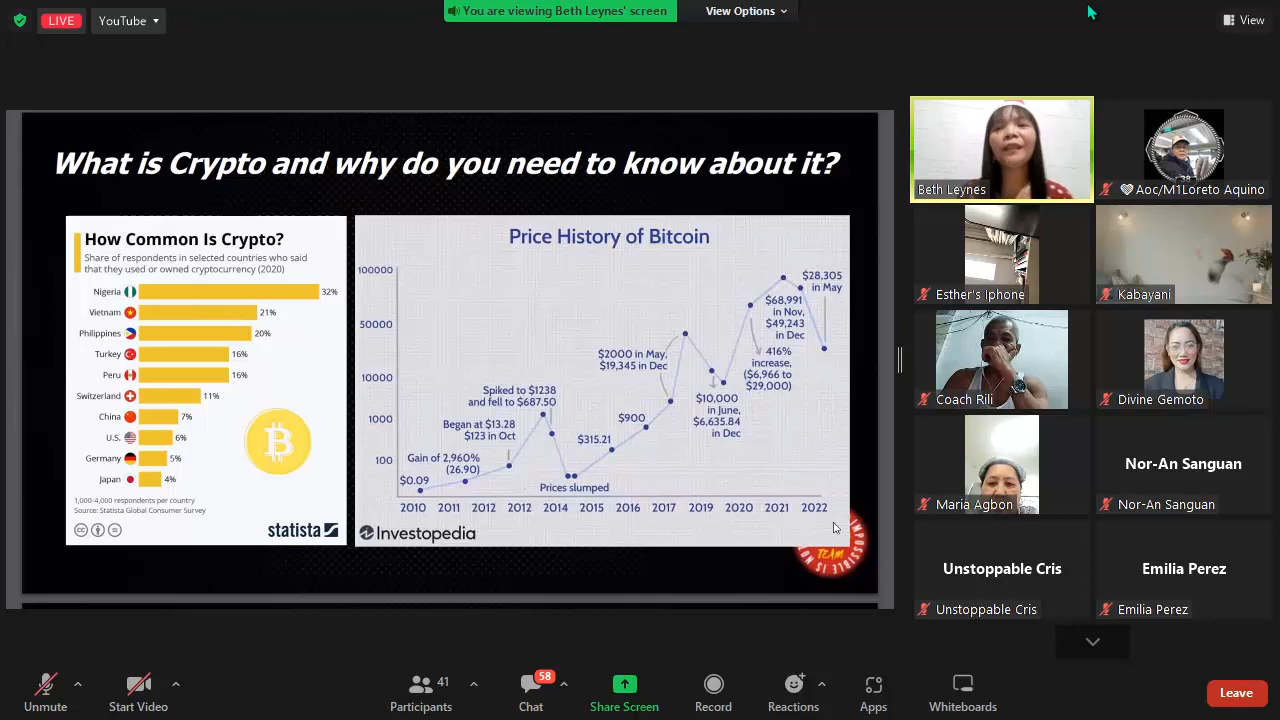 LIVE
YouTube
You are viewing Beth Leynes' screen
View Options
View
What is Crypto and why do you need to know about it?
How Common Is Crypto?
Share of respondents in selected countries who said
that they used or owned cryptocurrency (2020)
Nigeria 32%
Vietnam 21%
Philippines 20%
Turkey 16%
Peru 16%
Switzerland 11%
China 7%
U.S. 6%
Germany 5%
Japan 4%
1,000-4,000 respondents per country
Source: Statista Global Consumer Survey
statista
Price History of Bitcoin
100000
50000
10000
1000
100
$0.09
Gain of 2,960%
(26.90)
Began at $13.28
$123 in Oct
Spiked to $1238
and fell to $687.50
Prices slumped
$315.21
$900
$2000 in May,
$19,345 in Dec
$10,000
in June,
$6,635.84
in Dec
416%
increase,
($6,966 to
$29,000)
$68,991
in Nov,
$49,243
in Dec
$28,305
in May
2010 2011 2012 2012 2014 2015 2016 2017 2019 2020 2021 2022
Investopedia
IMPOSSIBLE IS NO
TEAM
Beth Leynes
Aoc/M1Loreto Aquino
Esther's Iphone
Kabayani
Coach Rili
Divine Gemoto
Maria Agbon
Nor-An Sanguan
Nor-An Sanguan
Unstoppable Cris
Unstoppable Cris
Emilia Perez
Emilia Perez
Unmute
Start Video
41
Participants
58
Chat
Share Screen
Record
Reactions
Apps
Whiteboards
Leave